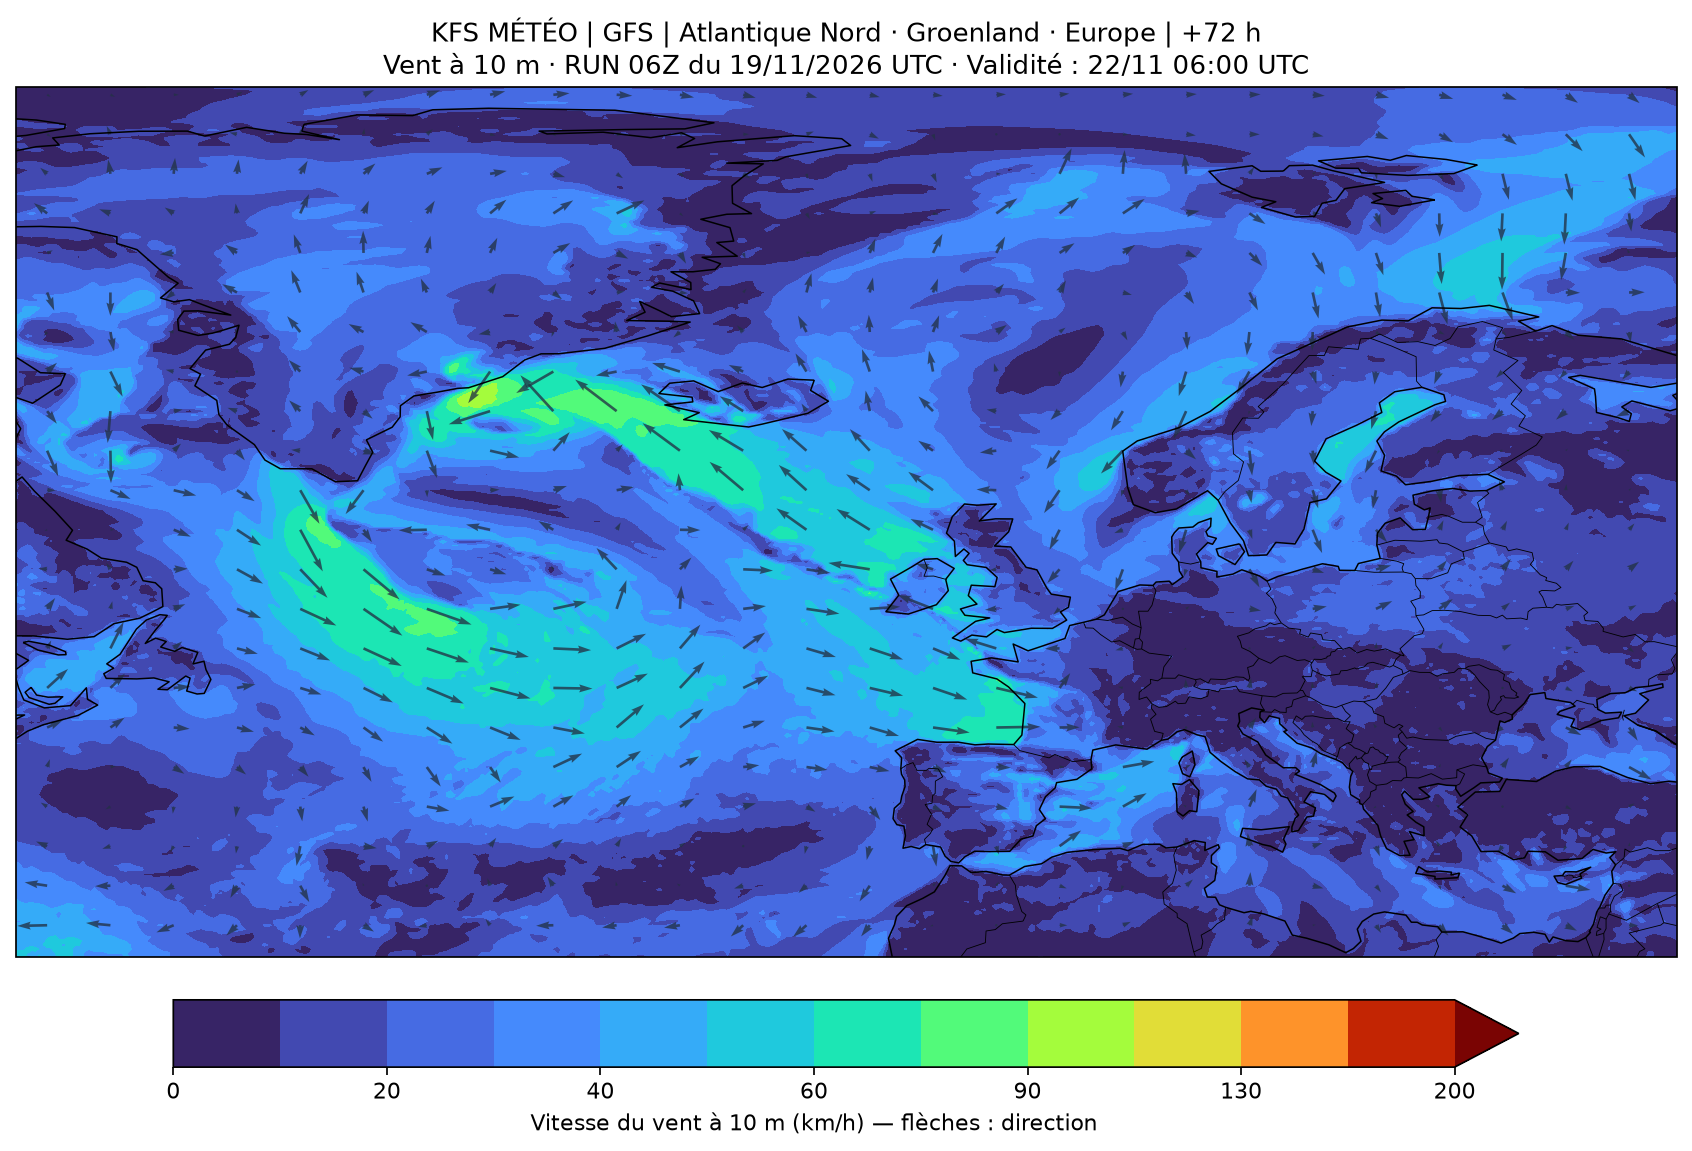 KFS MÉTÉO | GFS | Atlantique Nord · Groenland · Europe | +72 h
Vent à 10 m · RUN 06Z du 19/11/2026 UTC · Validité : 22/11 06:00 UTC
0 20 40 60 90 130 200
Vitesse du vent à 10 m (km/h) — flèches : direction